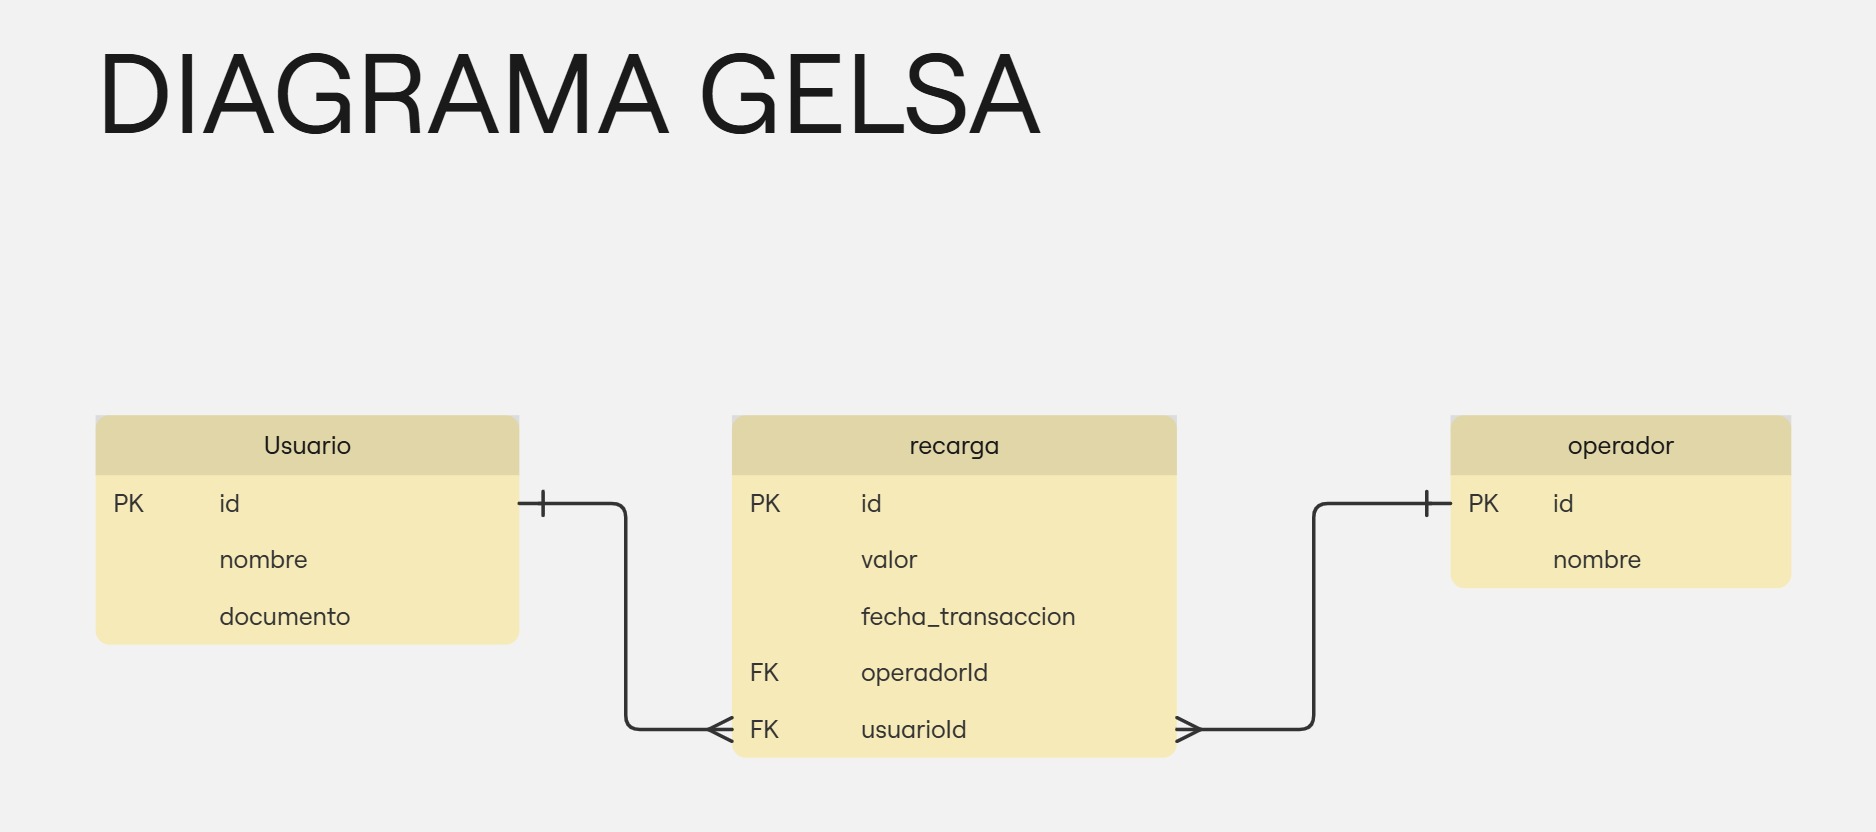 DIAGRAMA GELSA
Usuario
PK id
nombre
documento
recarga
PK id
valor
fecha_transaccion
FK operadorId
FK usuarioId
operador
PK id
nombre